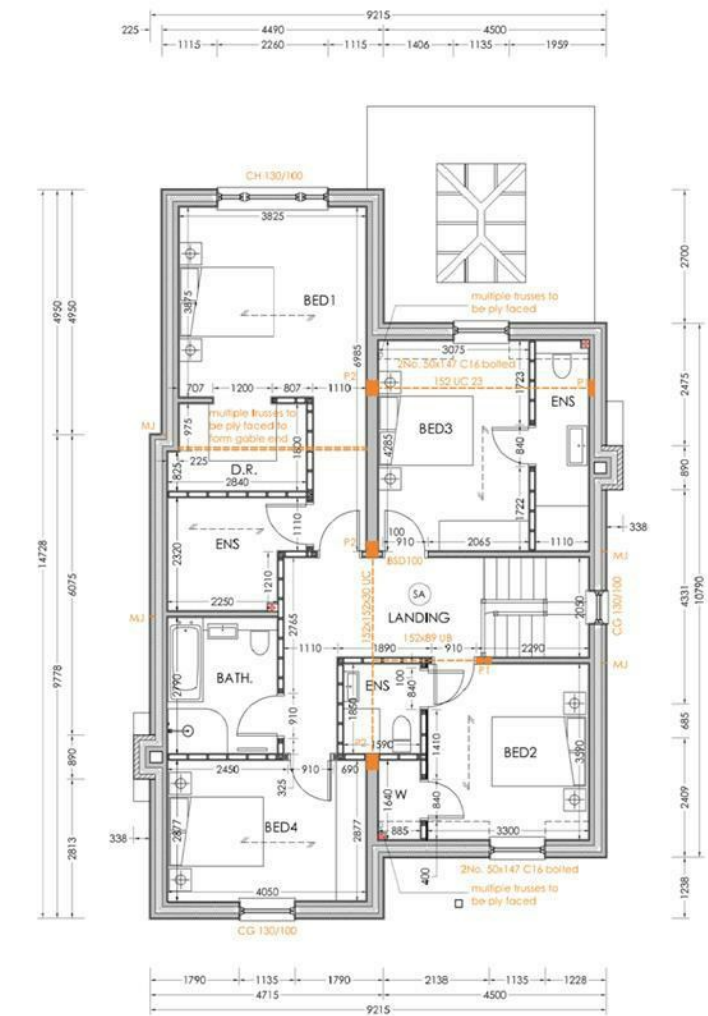 9215
225
4490
4500
1115
2260
1115
1406
1135
1959
CH 130/100
3825
BED1
3875
6985
707
1200
807
1110
multiple trusses to
be ply faced to
form gable end
975
1800
825
225
D.R.
2840
ENS
1110
2320
1210
2250
multiple trusses to
be ply faced
3075
2No. 50x147 C16 bolted
152 UC 23
P2
P1
1723
ENS
BED3
840
4285
1722
100
910
2065
1110
P2
BSD100
SA
LANDING
152x152x30 UC
152x89 UB
2050
2765
1110
1890
910
2290
P1
BATH.
2790
910
ENS
100
840
1850
1590
P2
1410
BED2
3590
W
1640
840
885
3300
400
2450
910
690
325
BED4
2877
2877
4050
CG 130/100
2No. 50x147 C16 bolted
multiple trusses to
be ply faced
14728
4950
9778
4950
6075
890
2813
MJ
MJ
338
2700
2475
890
4331
685
2409
1238
10790
338
MJ
CG 130/100
MJ
1790
1135
1790
2138
1135
1228
4715
4500
9215